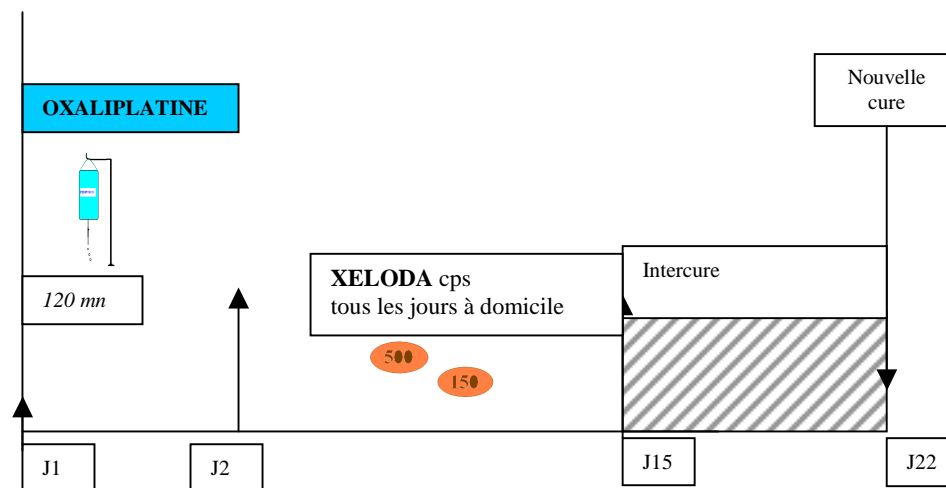 OXALIPLATINE
Nouvelle
cure
120 mn
XELODA cps
tous les jours à domicile
Intercure
500
150
J1
J2
J15
J22